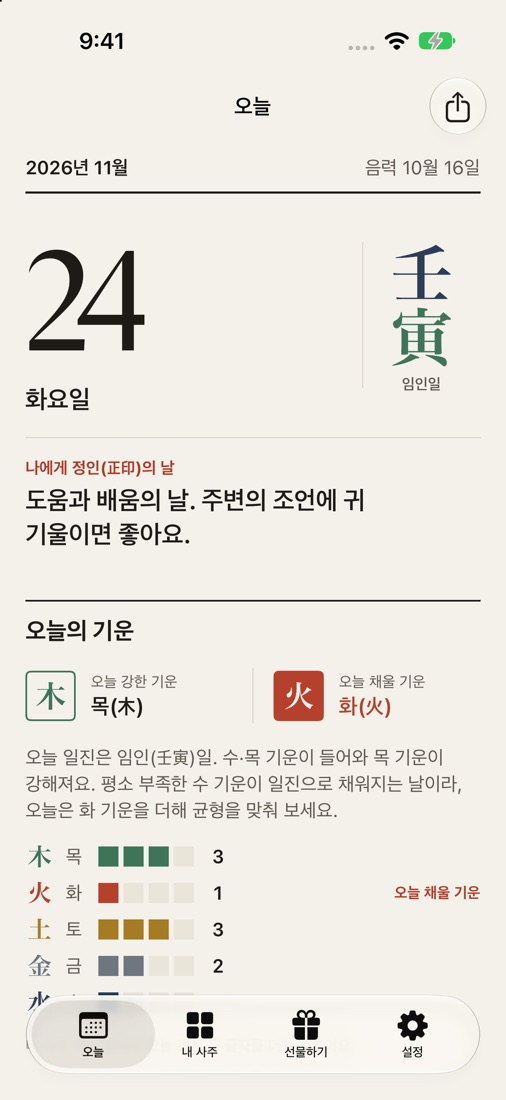 9:41
오늘
2026년 11월
음력 10월 16일
24
화요일
壬
寅
임인일
나에게 정인(正印)의 날
도움과 배움의 날. 주변의 조언에 귀
기울이면 좋아요.
오늘의 기운
木
오늘 강한 기운
목(木)
火
오늘 채울 기운
화(火)
오늘 일진은 임인(壬寅)일. 수·목 기운이 들어와 목 기운이
강해져요. 평소 부족한 수 기운이 일진으로 채워지는 날이라,
오늘은 화 기운을 더해 균형을 맞춰 보세요.
木 목 3
火 화 1 오늘 채울 기운
土 토 3
金 금 2
水
오늘
내 사주
선물하기
설정